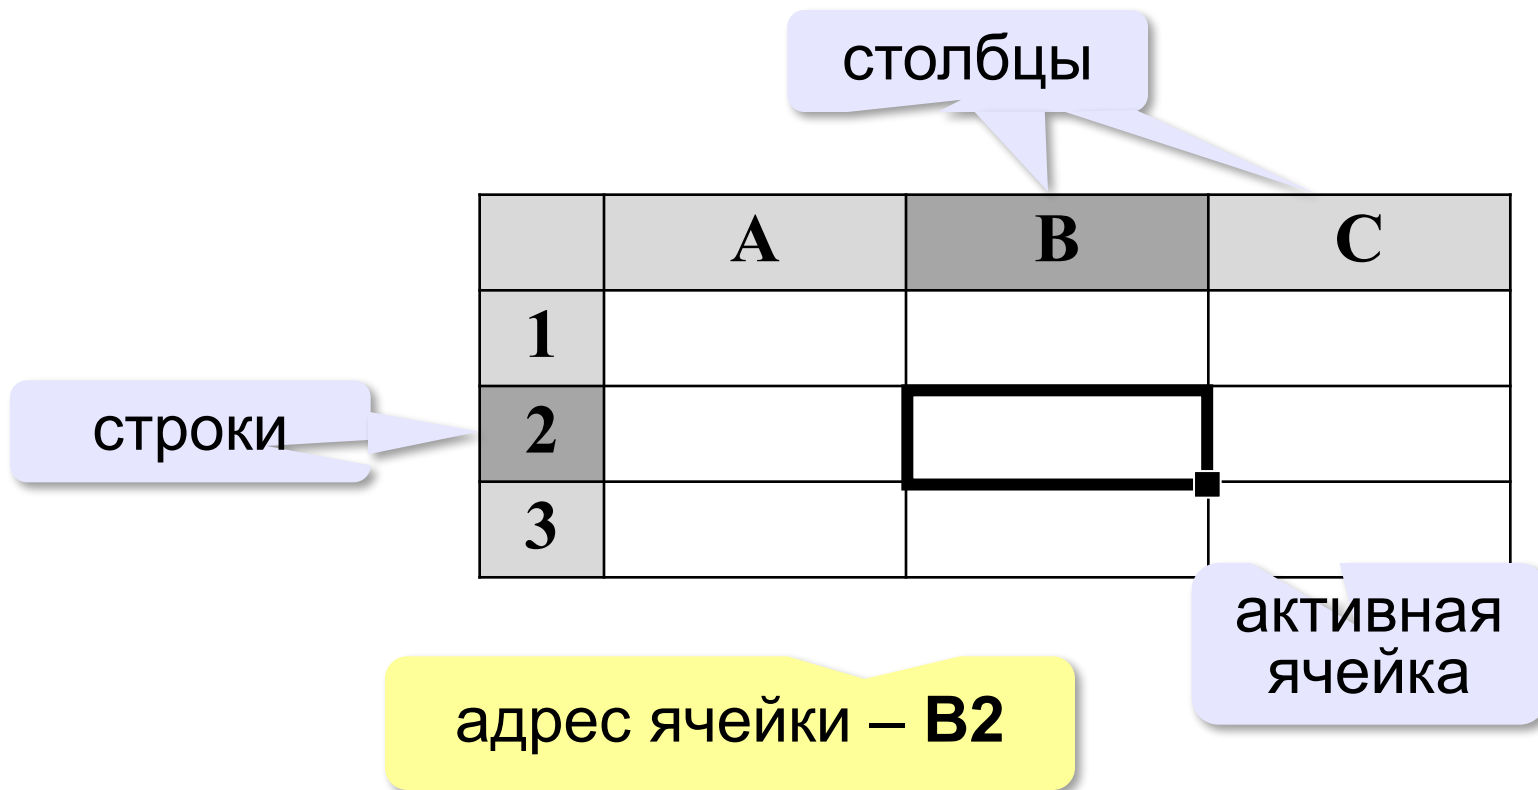 столбцы
A B C
1
строки
2
3
активная
ячейка
адрес ячейки – B2